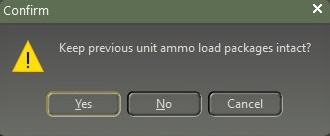 Confirm
Keep previous unit ammo load packages intact?
Yes No Cancel